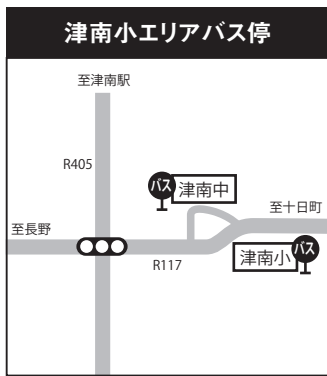 津南小エリアバス停
至津南駅
R405
バス 津南中
至十日町
至長野
津南小 バス
R117